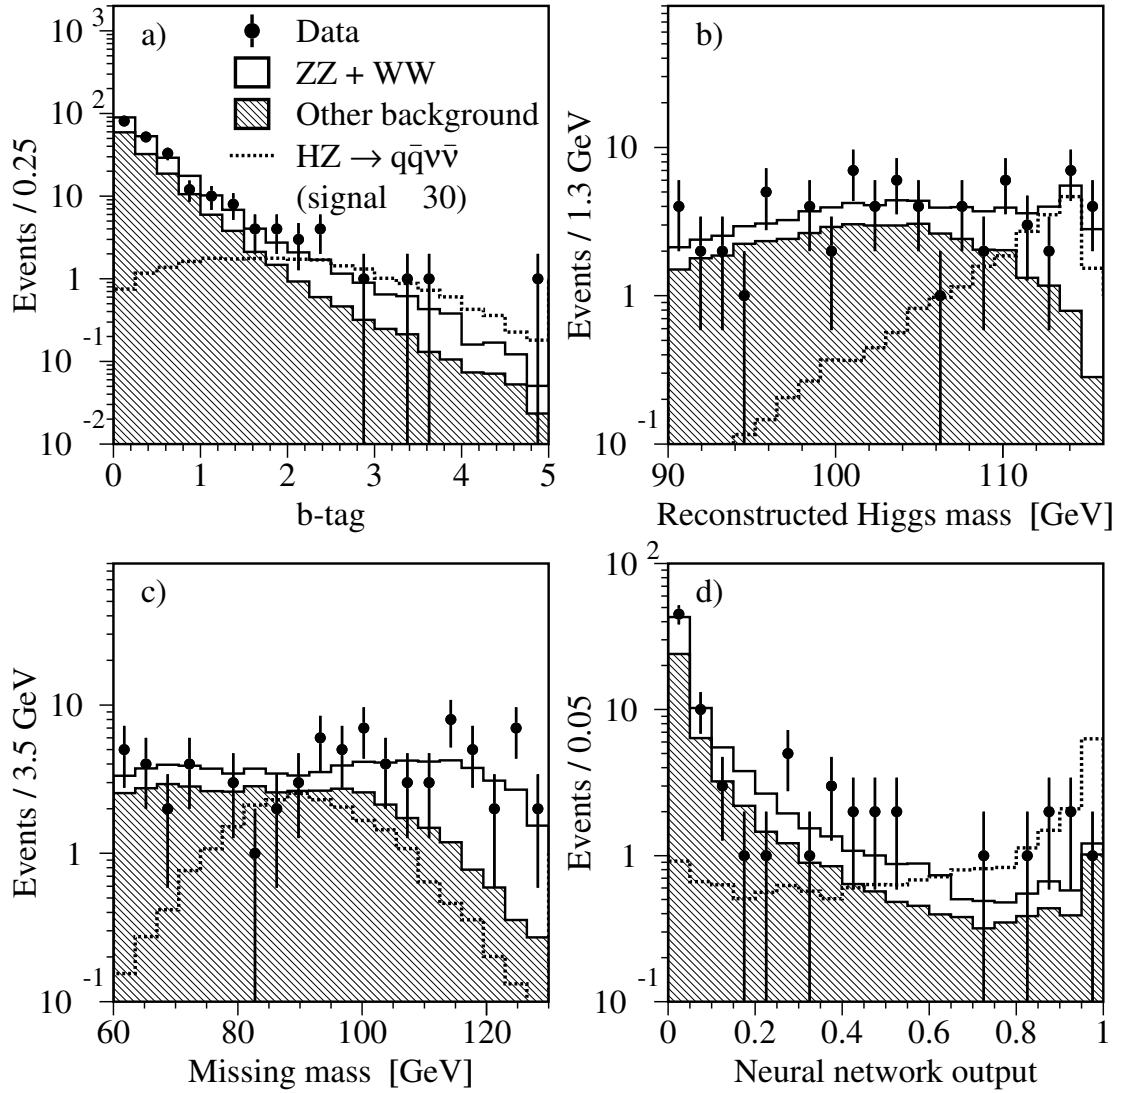 a)
Data
ZZ + WW
Other background
HZ → qq̄νν̄
(signal 30)
Events / 0.25
10 3
10 2
10
1
10 -1
10 -2
0 1 2 3 4 5
b-tag
b)
Events / 1.3 GeV
10
1
10 -1
90 100 110
Reconstructed Higgs mass [GeV]
c)
Events / 3.5 GeV
10
1
10 -1
60 80 100 120
Missing mass [GeV]
d)
Events / 0.05
10 2
10
1
10 -1
0 0.2 0.4 0.6 0.8 1
Neural network output